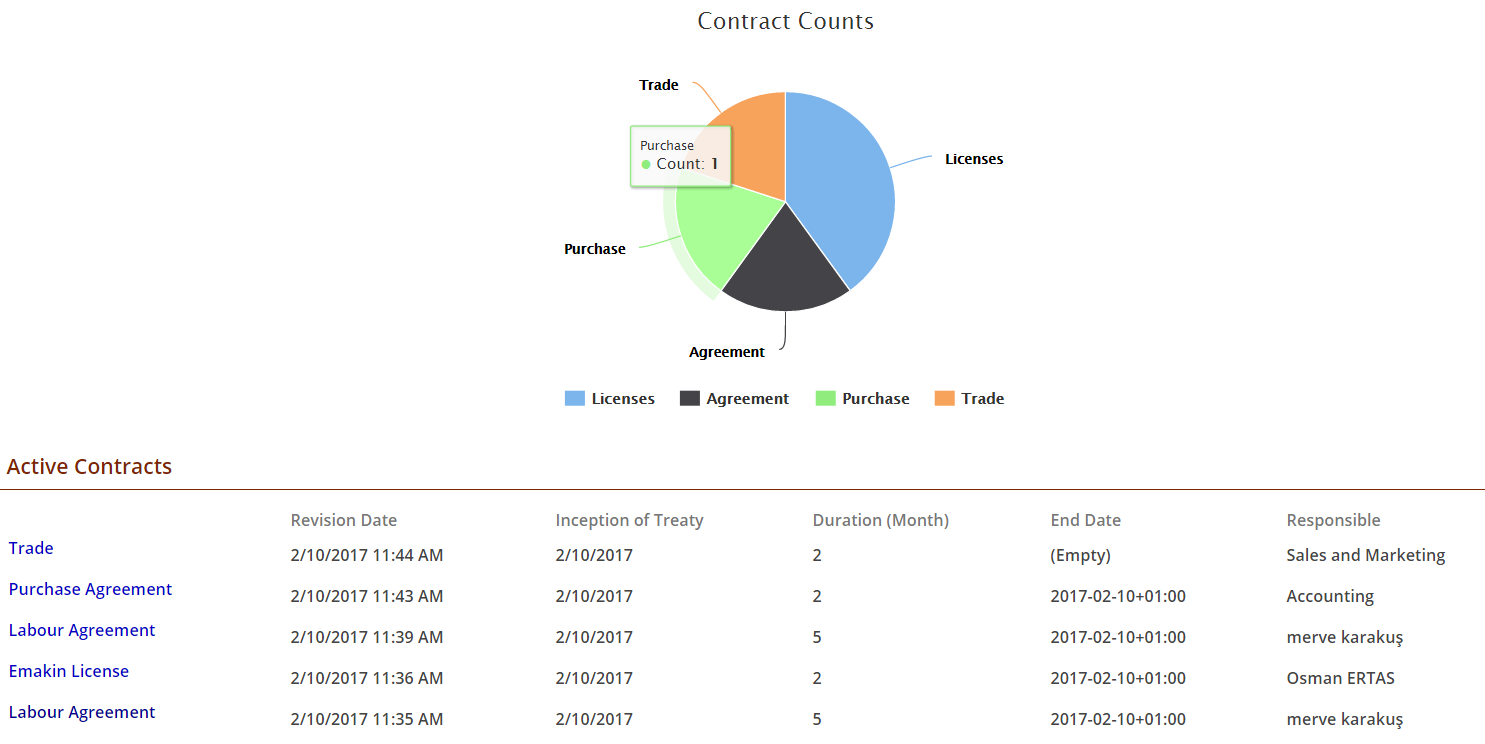 Contract Counts
Trade
Purchase
Count: 1
Licenses
Purchase
Agreement
Licenses Agreement Purchase Trade
Active Contracts
Revision Date Inception of Treaty Duration (Month) End Date Responsible
Trade 2/10/2017 11:44 AM 2/10/2017 2 (Empty) Sales and Marketing
Purchase Agreement 2/10/2017 11:43 AM 2/10/2017 2 2017-02-10+01:00 Accounting
Labour Agreement 2/10/2017 11:39 AM 2/10/2017 5 2017-02-10+01:00 merve karakuş
Emakin License 2/10/2017 11:36 AM 2/10/2017 2 2017-02-10+01:00 Osman ERTAS
Labour Agreement 2/10/2017 11:35 AM 2/10/2017 5 2017-02-10+01:00 merve karakuş